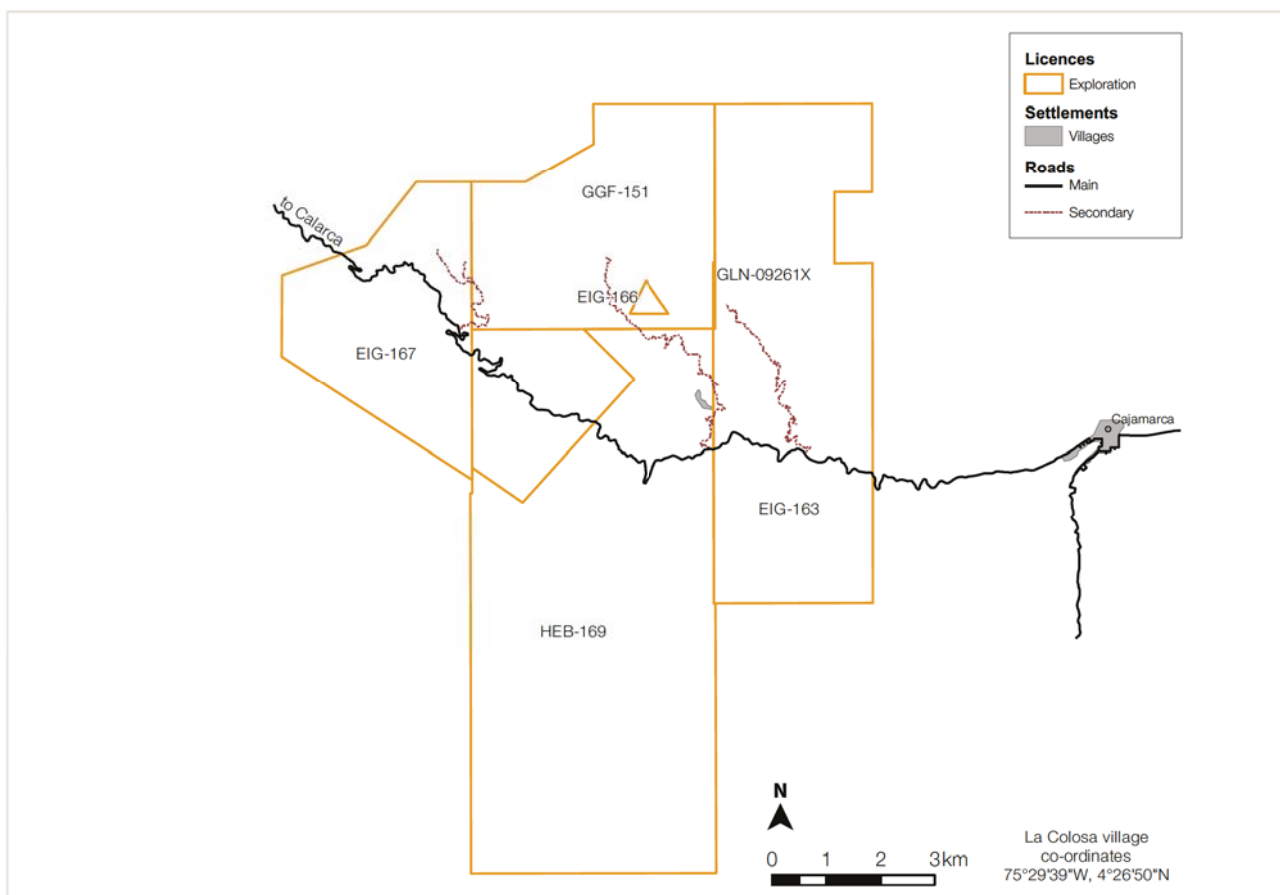 Licences
Exploration
Settlements
Villages
Roads
Main
Secondary
to Calarca
GGF-151
GLN-09261X
EIG-166
EIG-167
Cajamarca
EIG-163
HEB-169
N
0 1 2 3km
La Colosa village
co-ordinates
75°29'39"W, 4°26'50"N